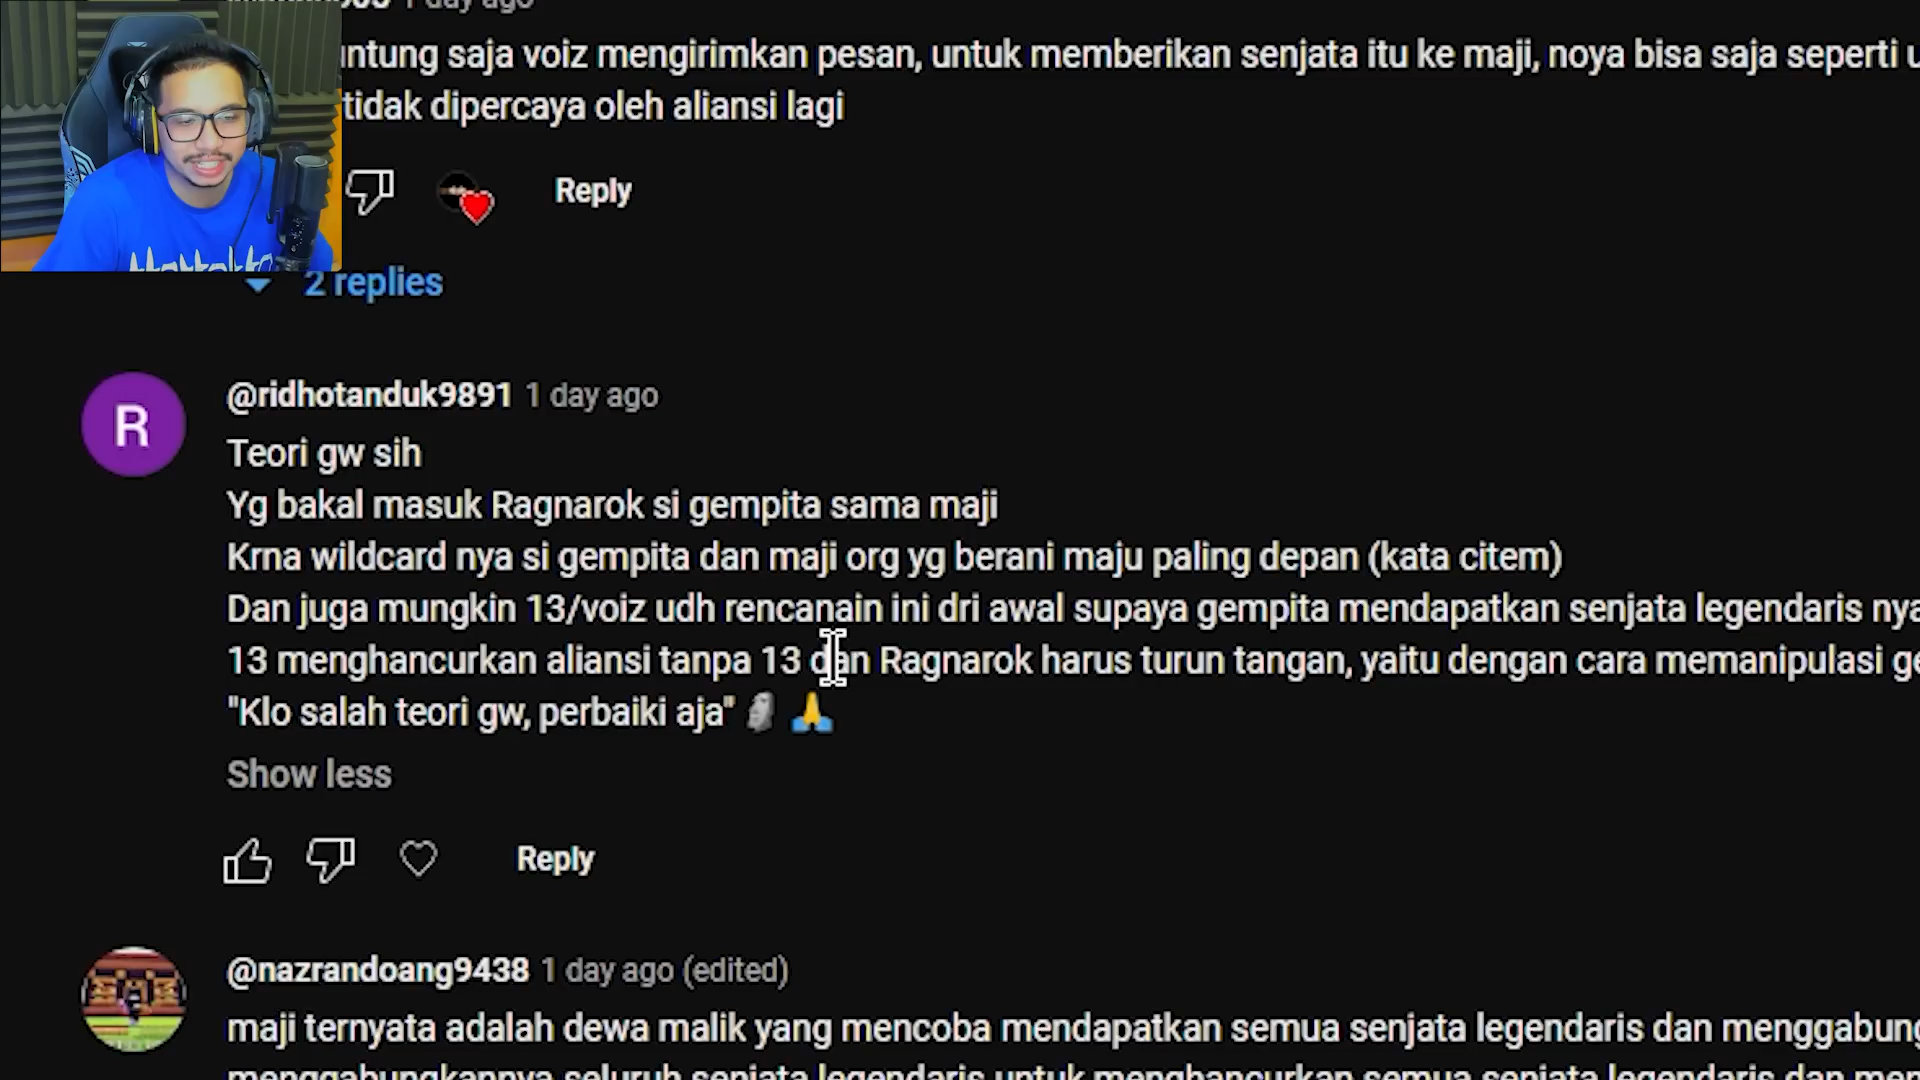 1 day ago
untung saja voiz mengirimkan pesan, untuk memberikan senjata itu ke maji, noya bisa saja seperti
tidak dipercaya oleh aliansi lagi
Reply
2 replies
@ridhotanduk9891 1 day ago
Teori gw sih
Yg bakal masuk Ragnarok si gempita sama maji
Krna wildcard nya si gempita dan maji org yg berani maju paling depan (kata citem)
Dan juga mungkin 13/voiz udh rencanain ini dri awal supaya gempita mendapatkan senjata legendaris nya
13 menghancurkan aliansi tanpa 13 dan Ragnarok harus turun tangan, yaitu dengan cara memanipulasi
"Klo salah teori gw, perbaiki aja" 🗿 🙏
Show less
Reply
R
@nazrandoang9438 1 day ago (edited)
maji ternyata adalah dewa malik yang mencoba mendapatkan semua senjata legendaris dan
menggabungkannya seluruh senjata legendaris untuk menghancurkan semua senjata legendaris dan